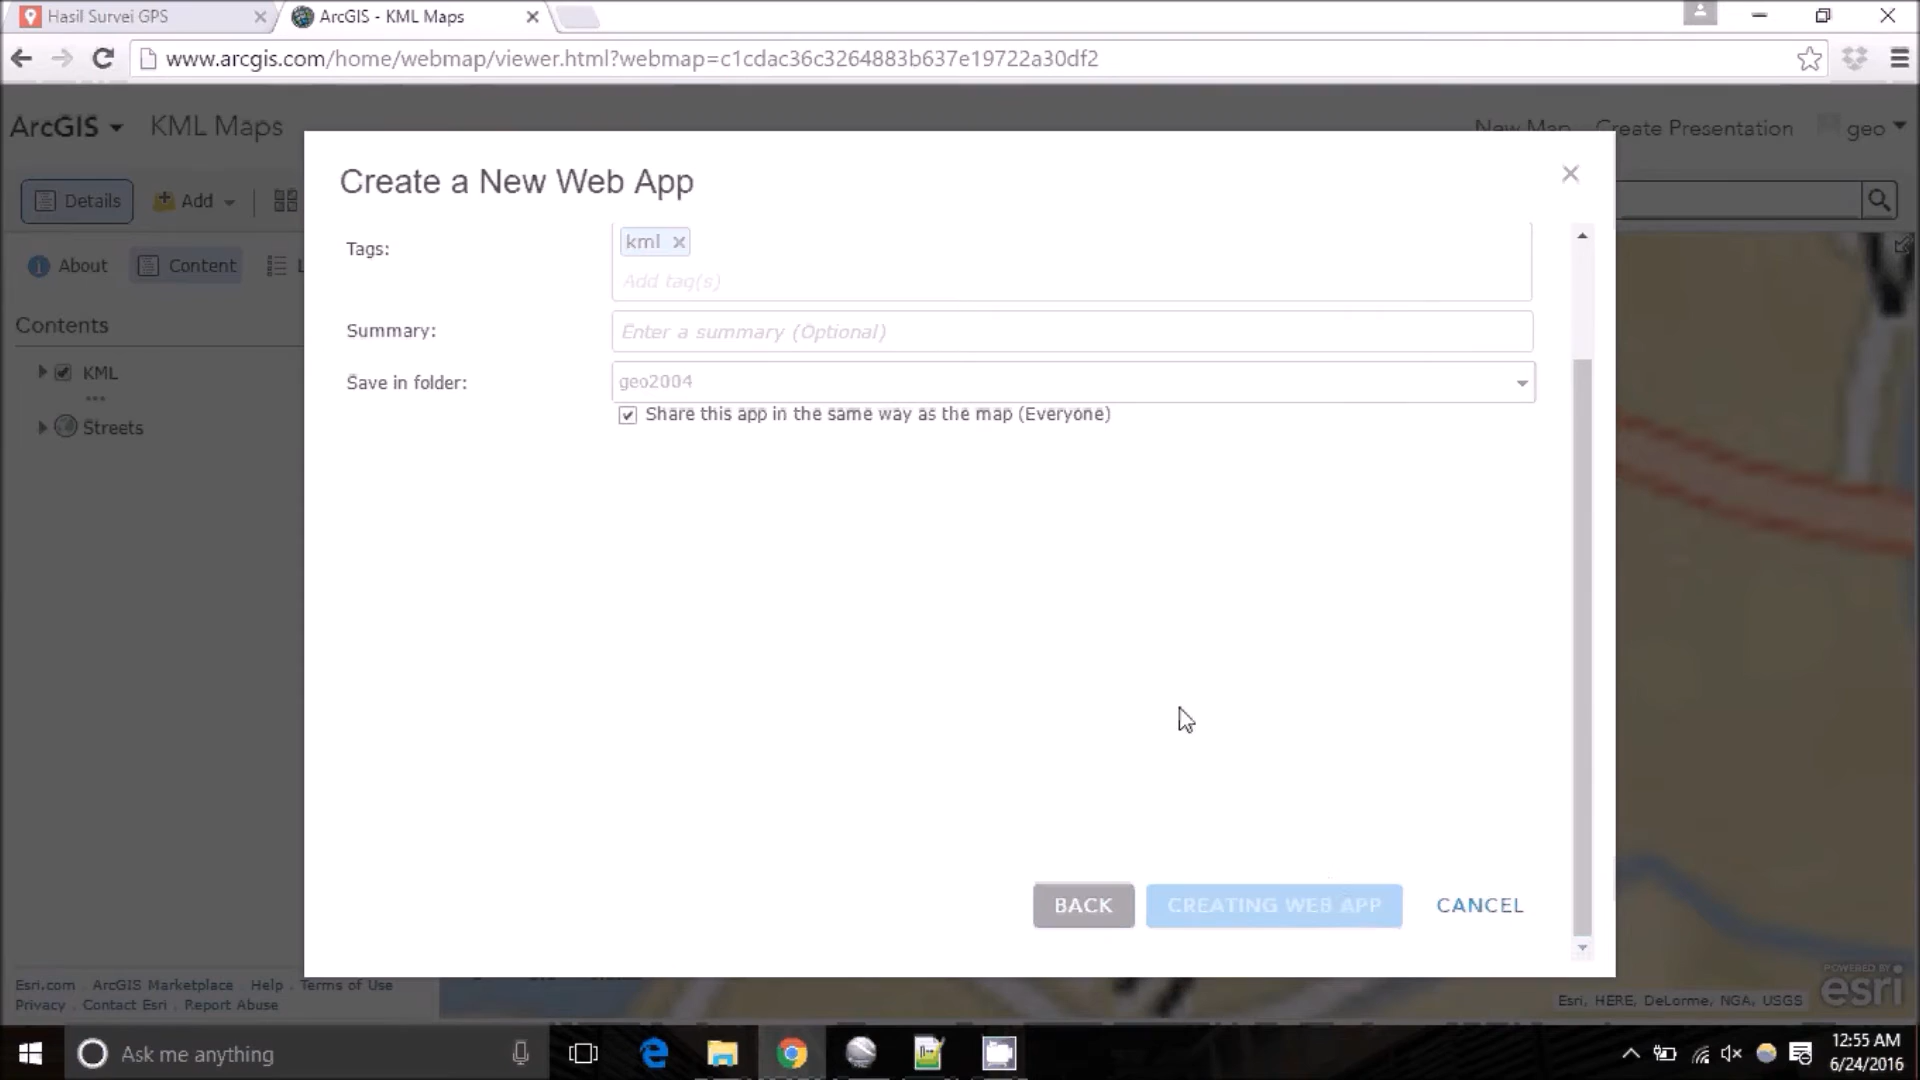 Hasil Survei GPS
ArcGIS - KML Maps
www.arcgis.com/home/webmap/viewer.html?webmap=c1cdac36c3264883b637e19722a30df2
ArcGIS
KML Maps
New Map
Create Presentation
geo
Details
Add
About
Content
L
Contents
KML
Streets
Create a New Web App
Tags:
kml
Add tag(s)
Summary:
Enter a summary (Optional)
Save in folder:
geo2004
Share this app in the same way as the map (Everyone)
BACK
CREATING WEB APP
CANCEL
Esri.com . ArcGIS Marketplace . Help . Terms of Use
Privacy . Contact Esri . Report Abuse
Esri, HERE, DeLorme, NGA, USGS
POWERED BY
esri
Ask me anything
12:55 AM
6/24/2016